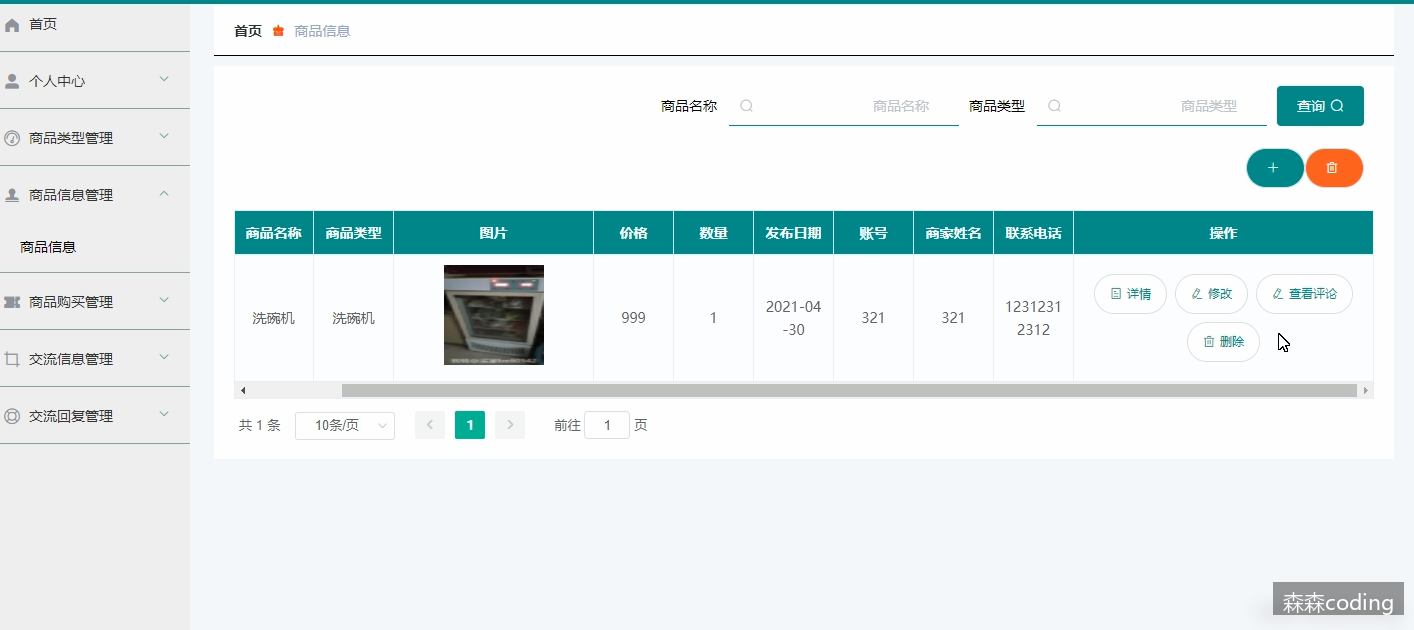 首页
个人中心
商品类型管理
商品信息管理
商品信息
商品购买管理
交流信息管理
交流回复管理
首页 商品信息
商品名称 商品名称 商品类型 商品类型 查询
商品名称 商品类型 图片 价格 数量 发布日期 账号 商家姓名 联系电话 操作
洗碗机 洗碗机 999 1 2021-04-30 321 321 12312312312 详情 修改 查看评论
删除
共 1 条 10条/页 1 前往 1 页
森森coding